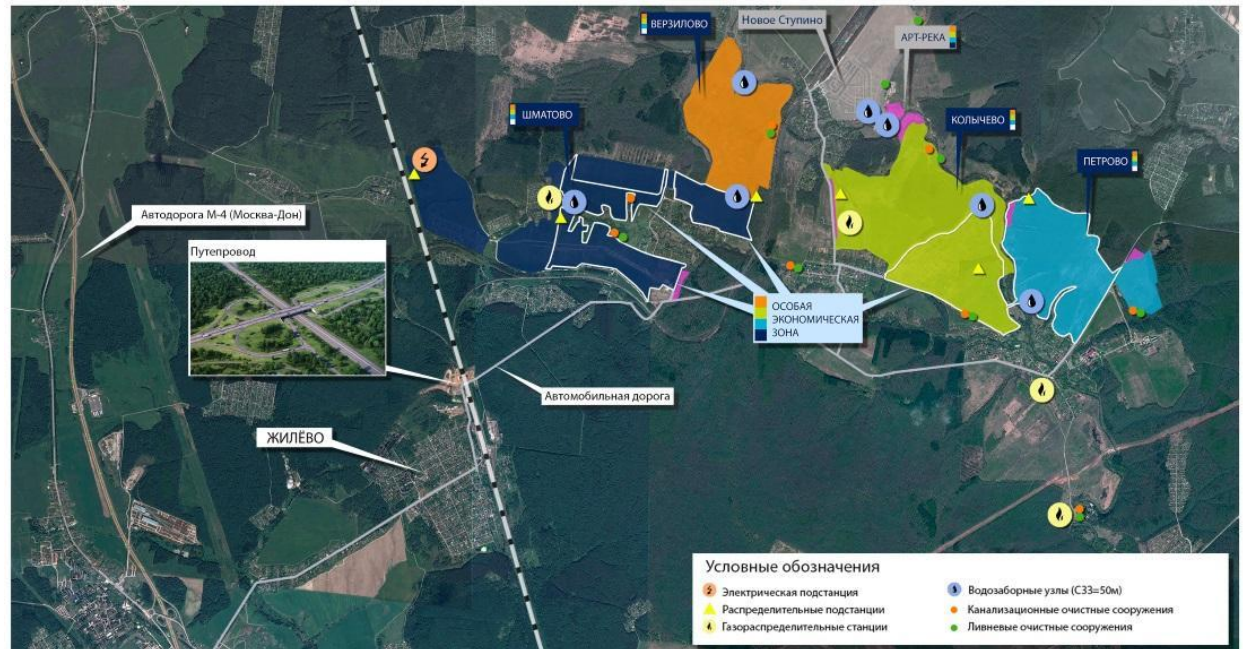 ВЕРЗИЛОВО
Новое Ступино
АРТ-РЕКА
ШМАТОВО
КОЛЫЧЕВО
ПЕТРОВО
Автодорога М-4 (Москва-Дон)
Путепровод
ОСОБАЯ
ЭКОНОМИЧЕСКАЯ
ЗОНА
Автомобильная дорога
ЖИЛЁВО
Условные обозначения
Электрическая подстанция
Распределительные подстанции
Газораспределительные станции
Водозаборные узлы (СЗЗ=50м)
Канализационные очистные сооружения
Ливневые очистные сооружения